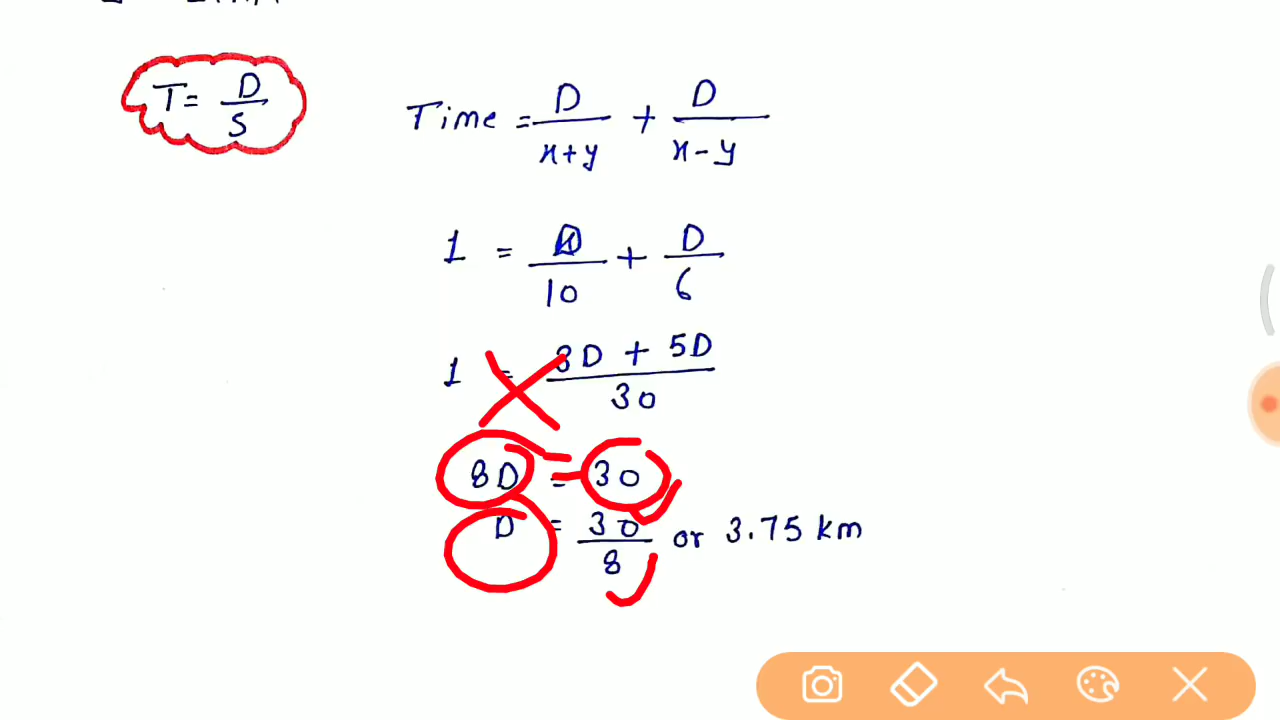 T = D/S
Time = D/x+y + D/x-y
1 = D/10 + D/6
1 = 3D + 5D/30
8D = 30
D = 30/8 or 3.75 km